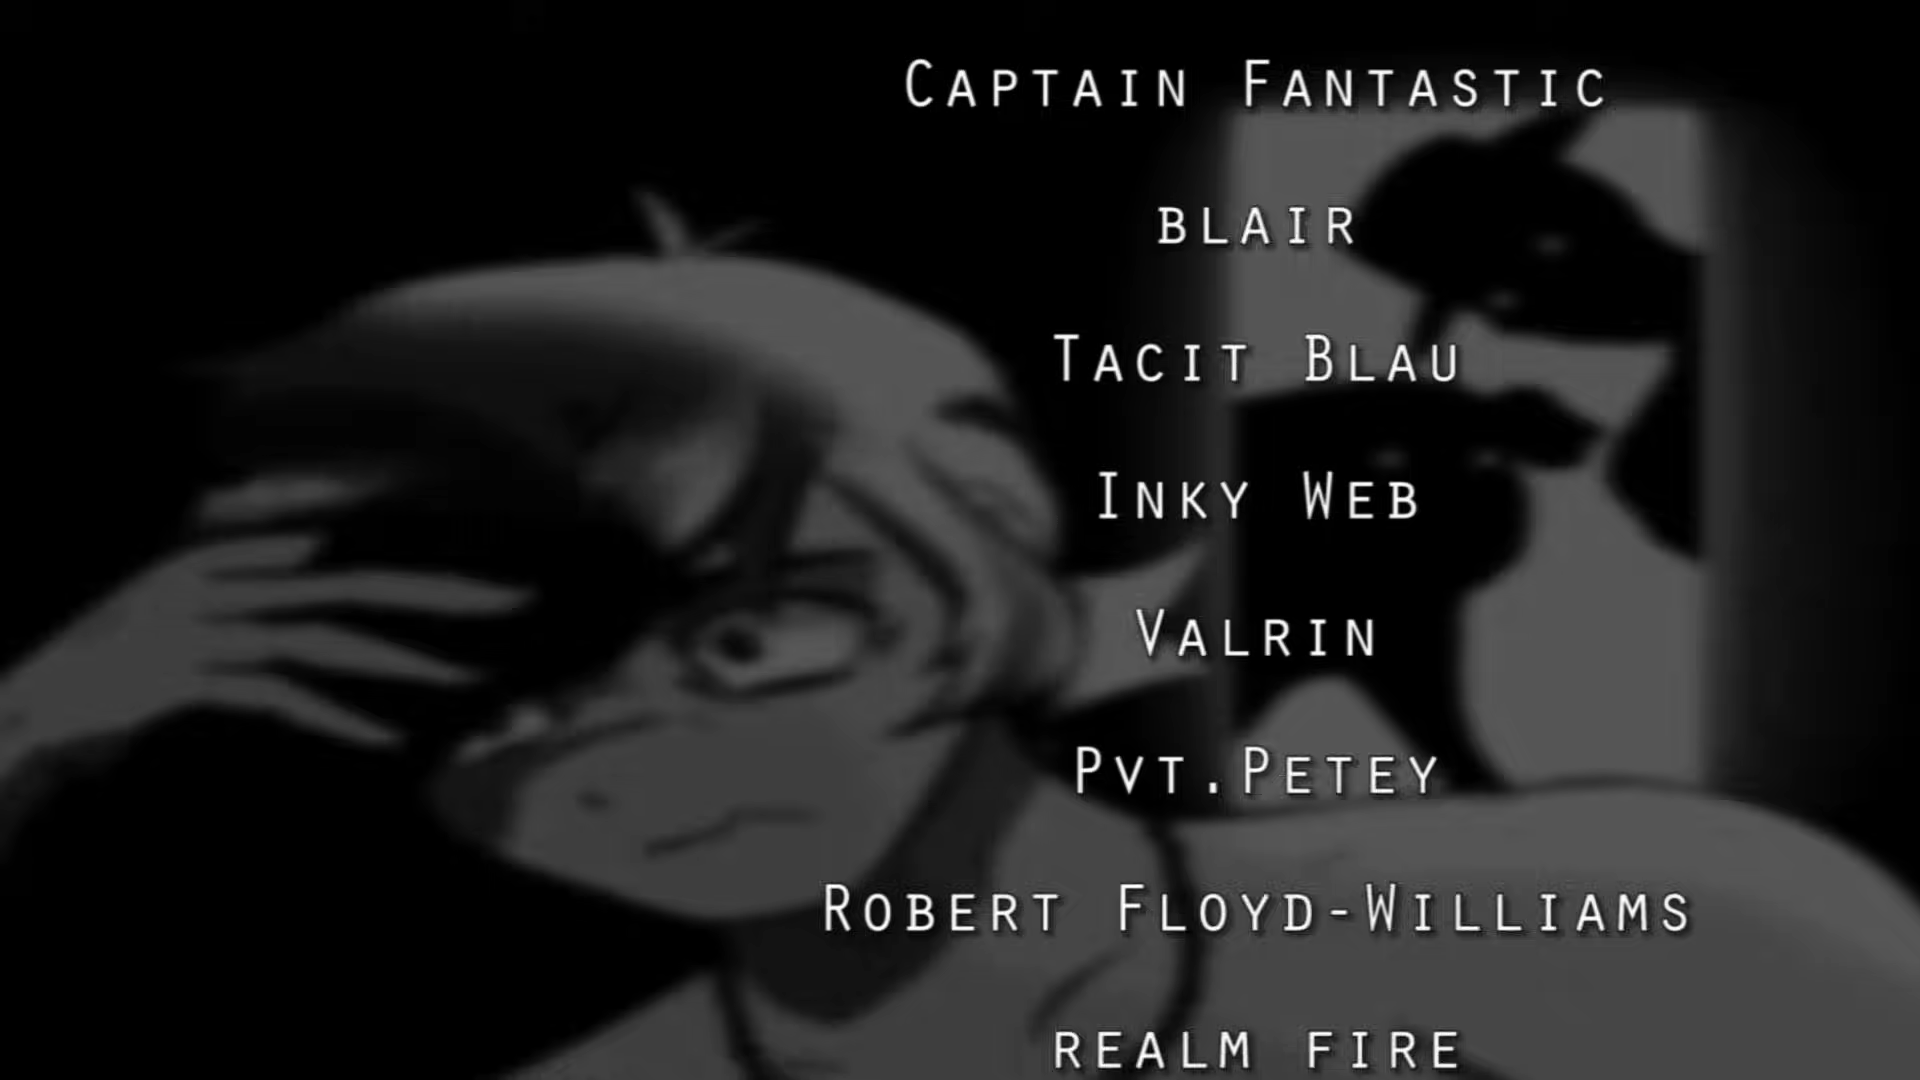 Captain Fantastic
BLAIR
Tacit Blau
Inky Web
Valrin
Pvt.Petey
Robert Floyd-Williams
REALM FIRE